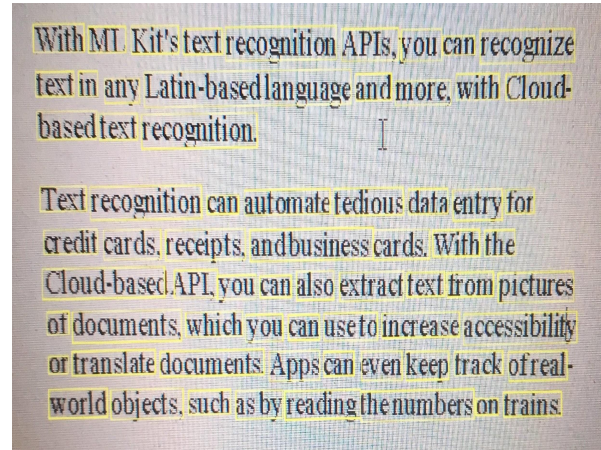 With ML Kit's text recognition APIs, you can recognize
text in any Latin-based language and more, with Cloud-
based text recognition.
Text recognition can automate tedious data entry for
credit cards, receipts, and business cards. With the
Cloud-based API, you can also extract text from pictures
of documents, which you can use to increase accessibility
or translate documents. Apps can even keep track of real-
world objects, such as by reading the numbers on trains.